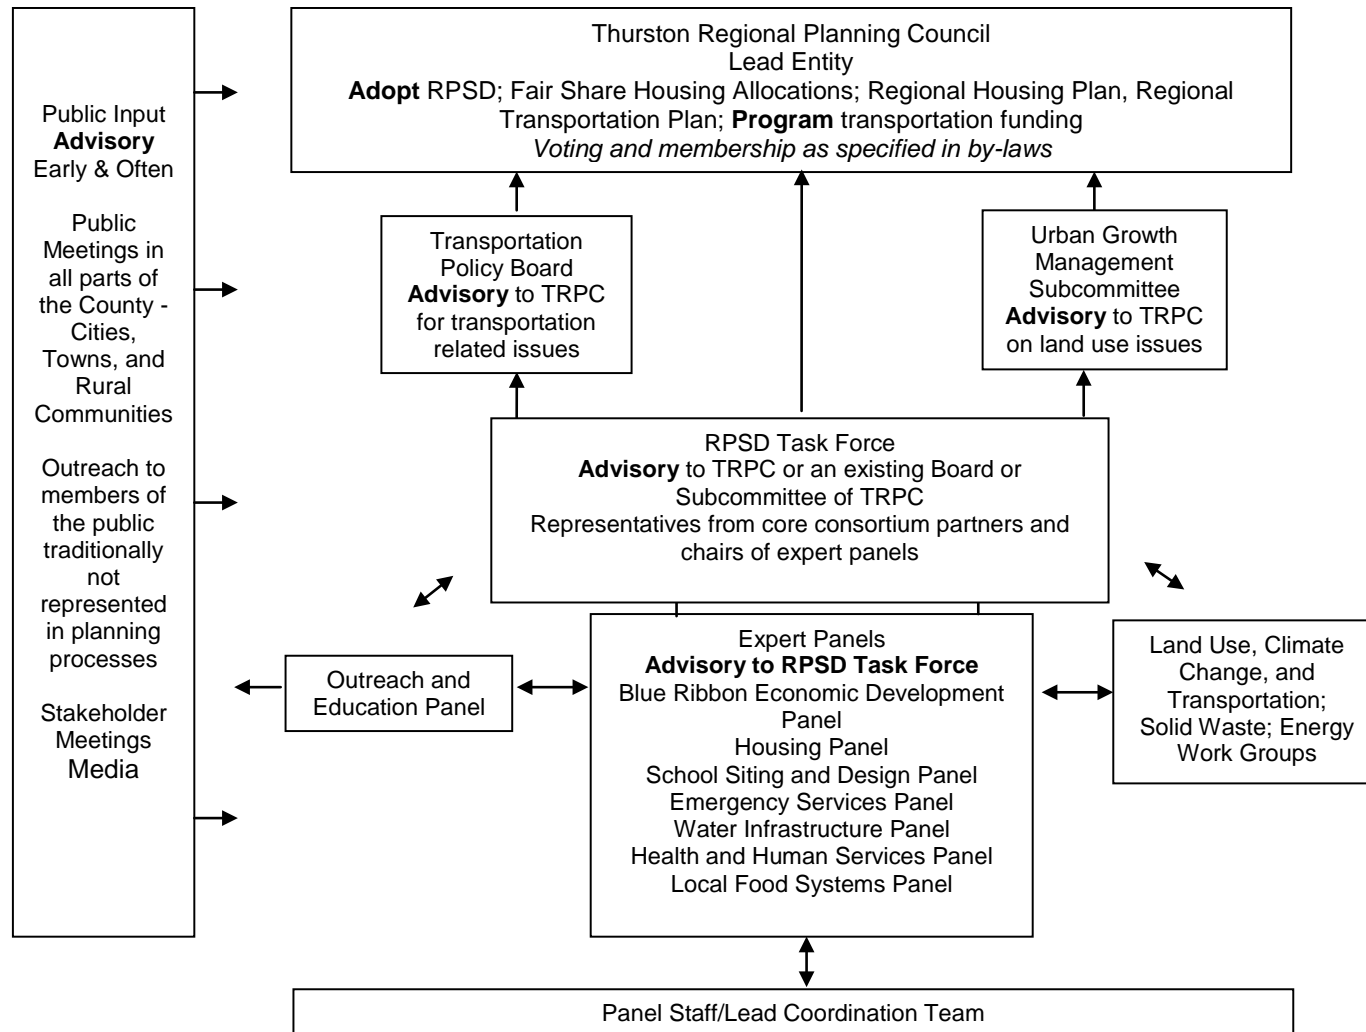 Public Input
Advisory
Early & Often
Public
Meetings in
all parts of
the County -
Cities,
Towns, and
Rural
Communities
Outreach to
members of
the public
traditionally
not
represented
in planning
processes
Stakeholder
Meetings
Media
Thurston Regional Planning Council
Lead Entity
Adopt RPSD; Fair Share Housing Allocations; Regional Housing Plan, Regional
Transportation Plan; Program transportation funding
Voting and membership as specified in by-laws
Transportation
Policy Board
Advisory to TRPC
for transportation
related issues
Urban Growth
Management
Subcommittee
Advisory to TRPC
on land use issues
RPSD Task Force
Advisory to TRPC or an existing Board or
Subcommittee of TRPC
Representatives from core consortium partners and
chairs of expert panels
Outreach and
Education Panel
Expert Panels
Advisory to RPSD Task Force
Blue Ribbon Economic Development
Panel
Housing Panel
School Siting and Design Panel
Emergency Services Panel
Water Infrastructure Panel
Health and Human Services Panel
Local Food Systems Panel
Land Use, Climate
Change, and
Transportation;
Solid Waste; Energy
Work Groups
Panel Staff/Lead Coordination Team